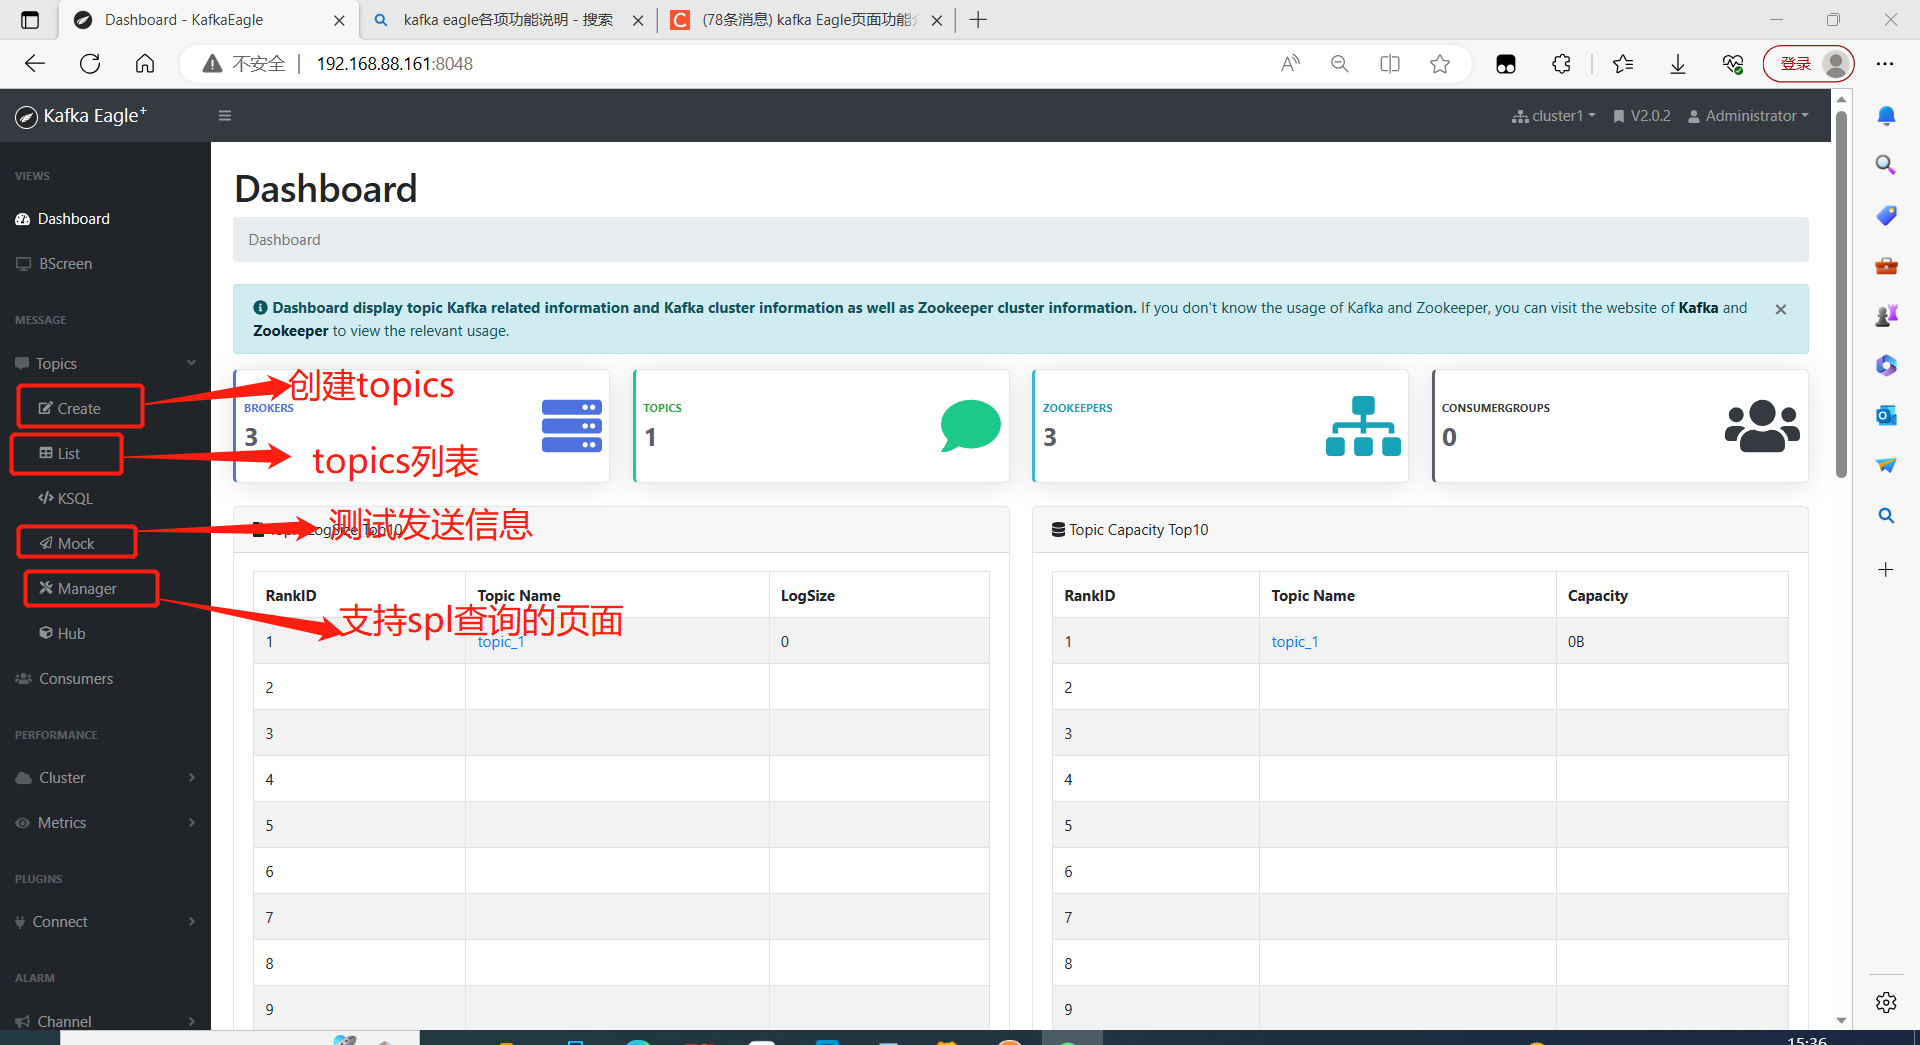 Dashboard - KafkaEagle
kafka eagle各项功能说明 - 搜索
(78条消息) kafka Eagle页面功能介
不安全
192.168.88.161:8048
登录
Kafka Eagle+
cluster1
V2.0.2
Administrator
VIEWS
Dashboard
BScreen
MESSAGE
Topics
Create
List
KSQL
Mock
Manager
Hub
Consumers
PERFORMANCE
Cluster
Metrics
PLUGINS
Connect
ALARM
Channel
Dashboard
Dashboard
Dashboard display topic Kafka related information and Kafka cluster information as well as Zookeeper cluster information. If you don't know the usage of Kafka and Zookeeper, you can visit the website of Kafka and
Zookeeper to view the relevant usage.
创建topics
BROKERS
3
topics列表
TOPICS
1
ZOOKEEPERS
3
CONSUMERGROUPS
0
测试发送信息
Topic LogSize Top10
RankID Topic Name LogSize
支持spl查询的页面
1 topic_1 0
2
3
4
5
6
7
8
9
Topic Capacity Top10
RankID Topic Name Capacity
1 topic_1 0B
2
3
4
5
6
7
8
9
15:36